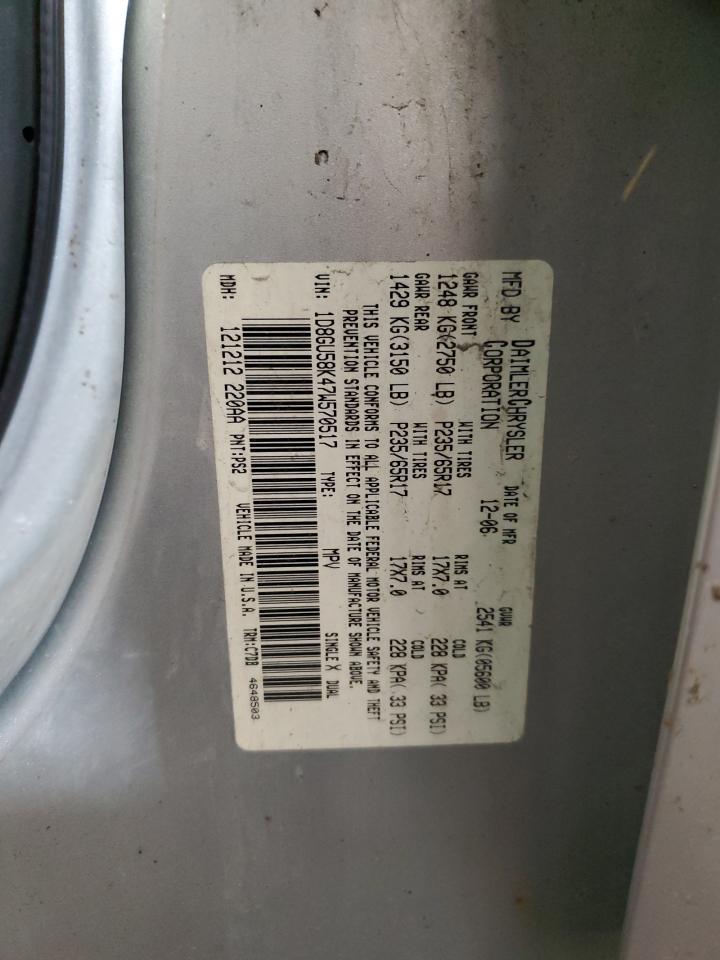 MFD BY DAIMLERCHRYSLER CORPORATION DATE OF MFR 12-06 GVWR 2541 KG(05600 LB)
GAWR FRONT WITH TIRES RIMS AT COLD
1248 KG(2750 LB) P235/65R17 17X7.0 228 KPA( 33 PSI)
GAWR REAR WITH TIRES RIMS AT COLD
1429 KG(3150 LB) P235/65R17 17X7.0 228 KPA( 33 PSI)
THIS VEHICLE CONFORMS TO ALL APPLICABLE FEDERAL MOTOR VEHICLE SAFETY AND THEFT
PREVENTION STANDARDS IN EFFECT ON THE DATE OF MANUFACTURE SHOWN ABOVE.
VIN: 1D8GU58K47W570517 TYPE: MPV SINGLE X DUAL
MDH: 121212 220AA PNT:PS2 VEHICLE MADE IN U.S.A. TRM:C7DB 4648503